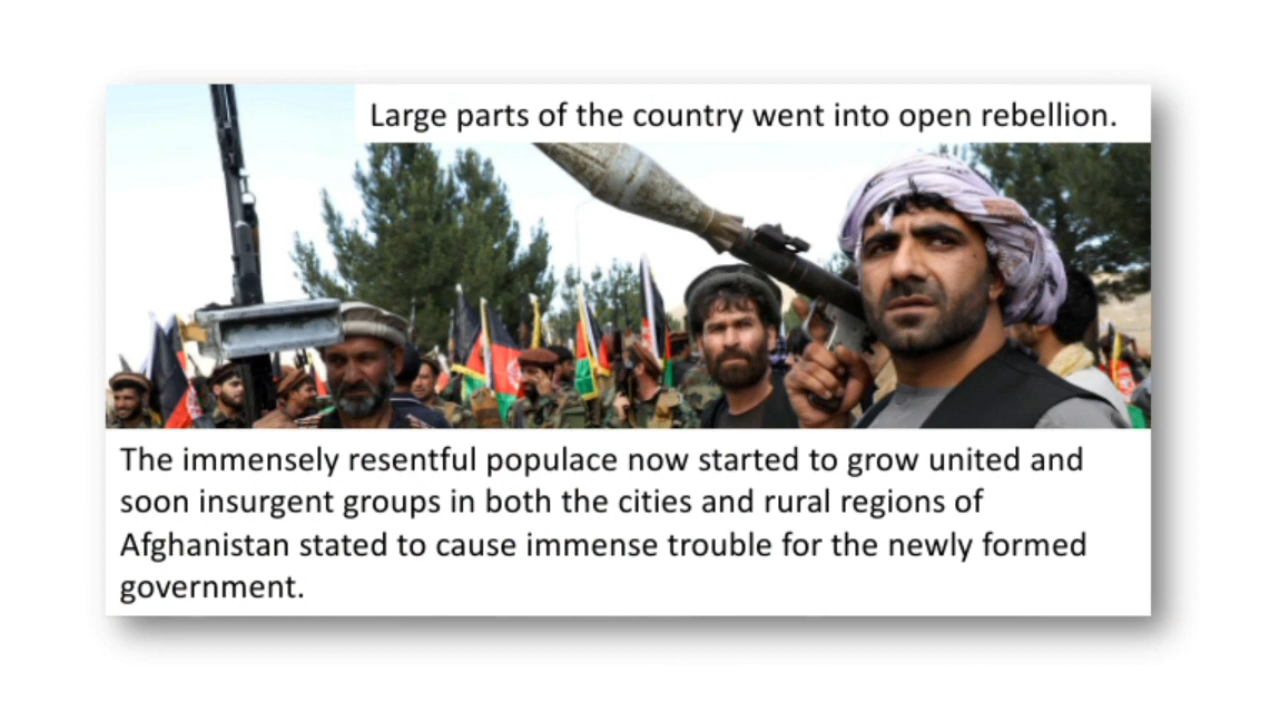 Large parts of the country went into open rebellion.
The immensely resentful populace now started to grow united and
soon insurgent groups in both the cities and rural regions of
Afghanistan stated to cause immense trouble for the newly formed
government.